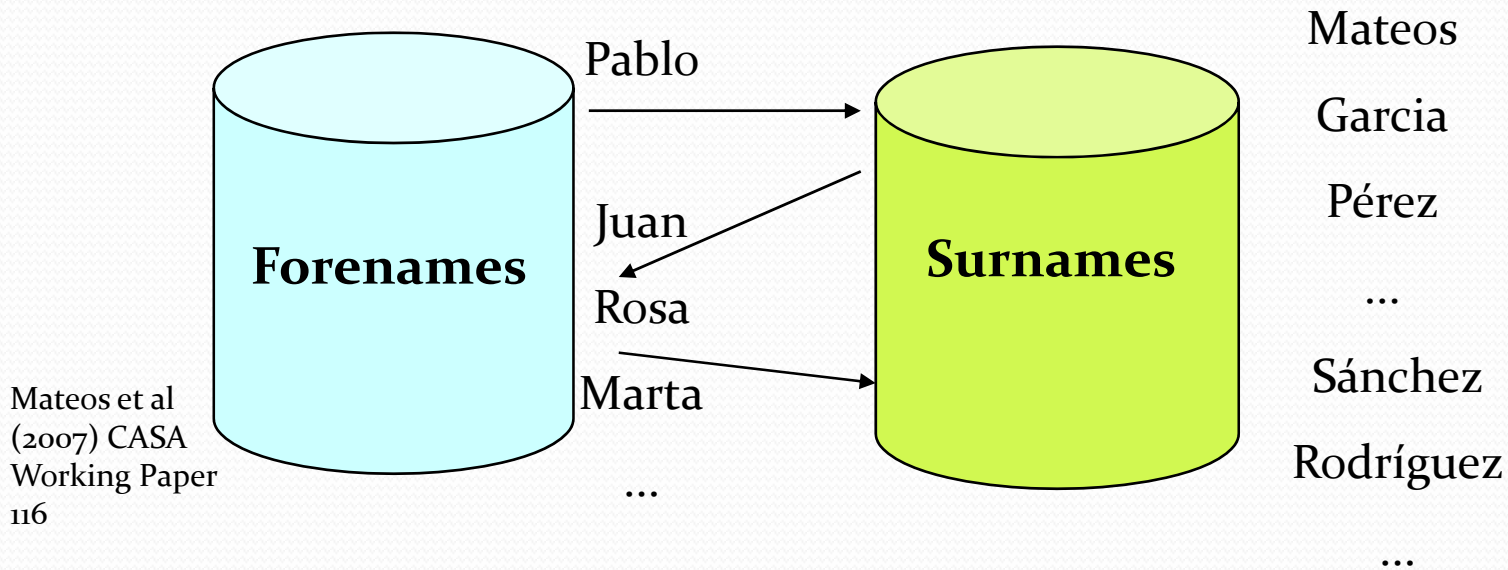 Forenames
Pablo
Juan
Rosa
Marta
...
Surnames
Mateos
Garcia
Pérez
...
Sánchez
Rodríguez
...
Mateos et al
(2007) CASA
Working Paper
116